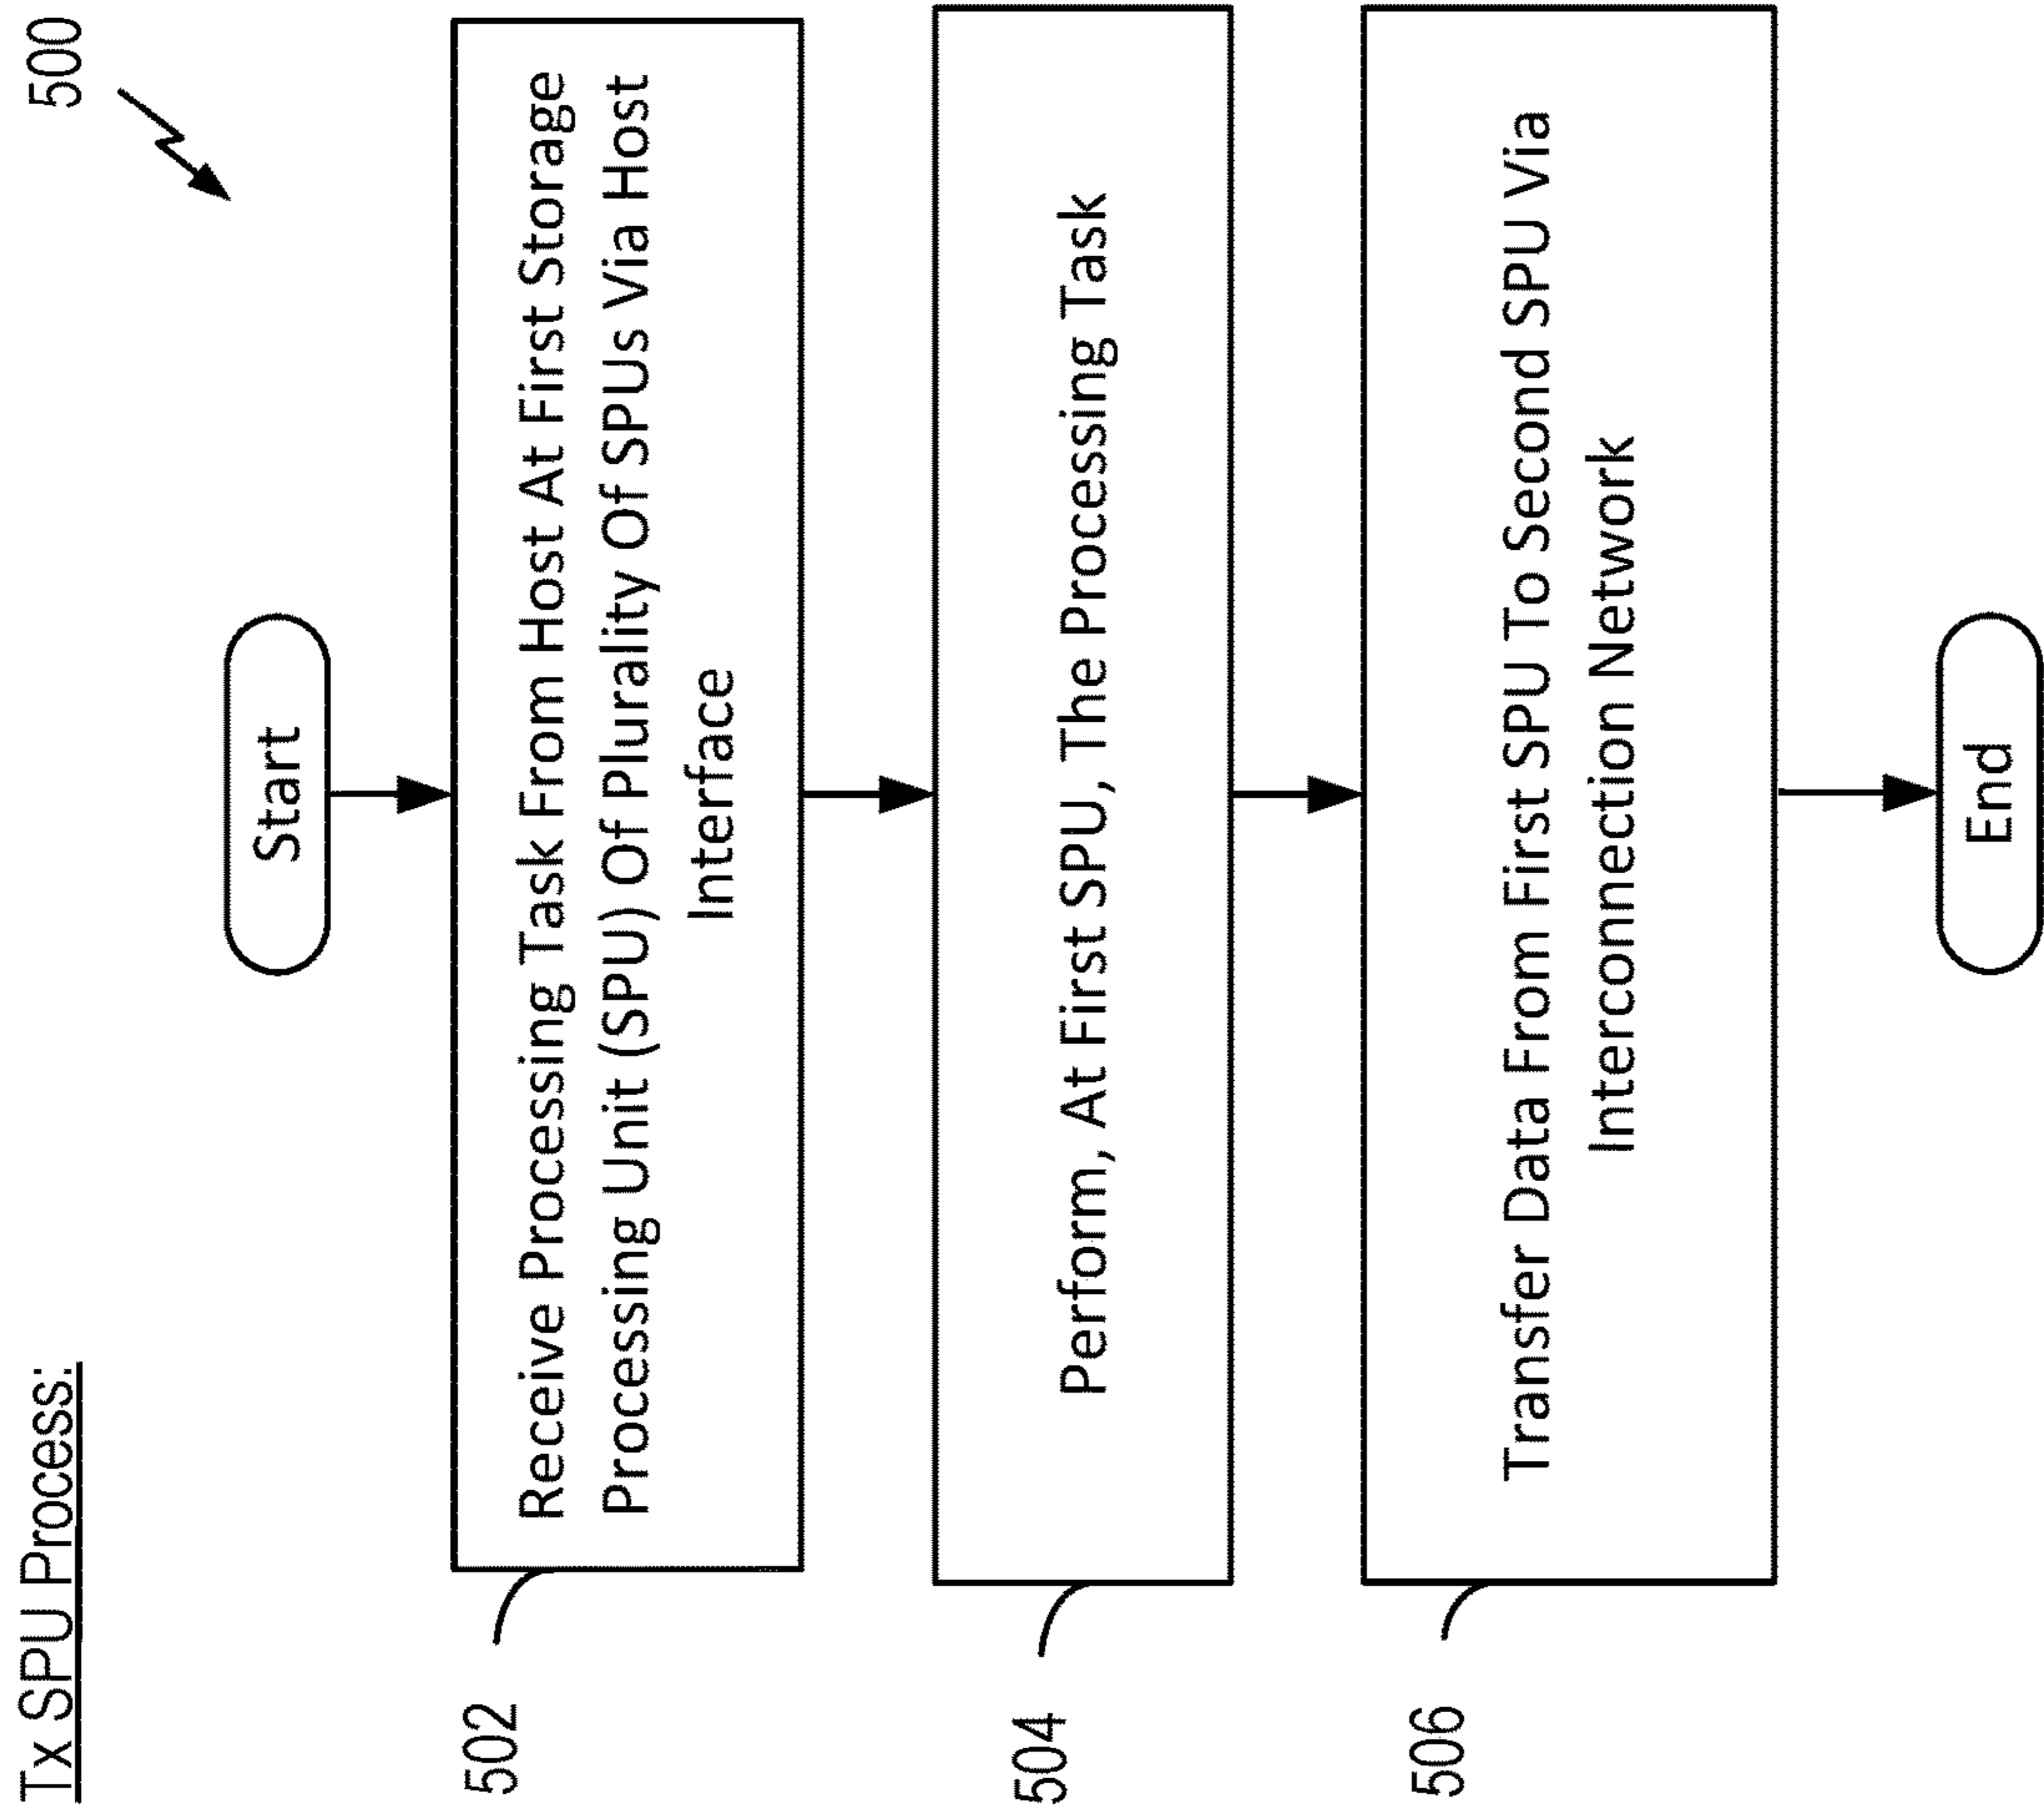 Tx SPU Process:
500
Start
502
Receive Processing Task From Host At First Storage
Processing Unit (SPU) Of Plurality Of SPUs Via Host
Interface
504
Perform, At First SPU, The Processing Task
506
Transfer Data From First SPU To Second SPU Via
Interconnection Network
End